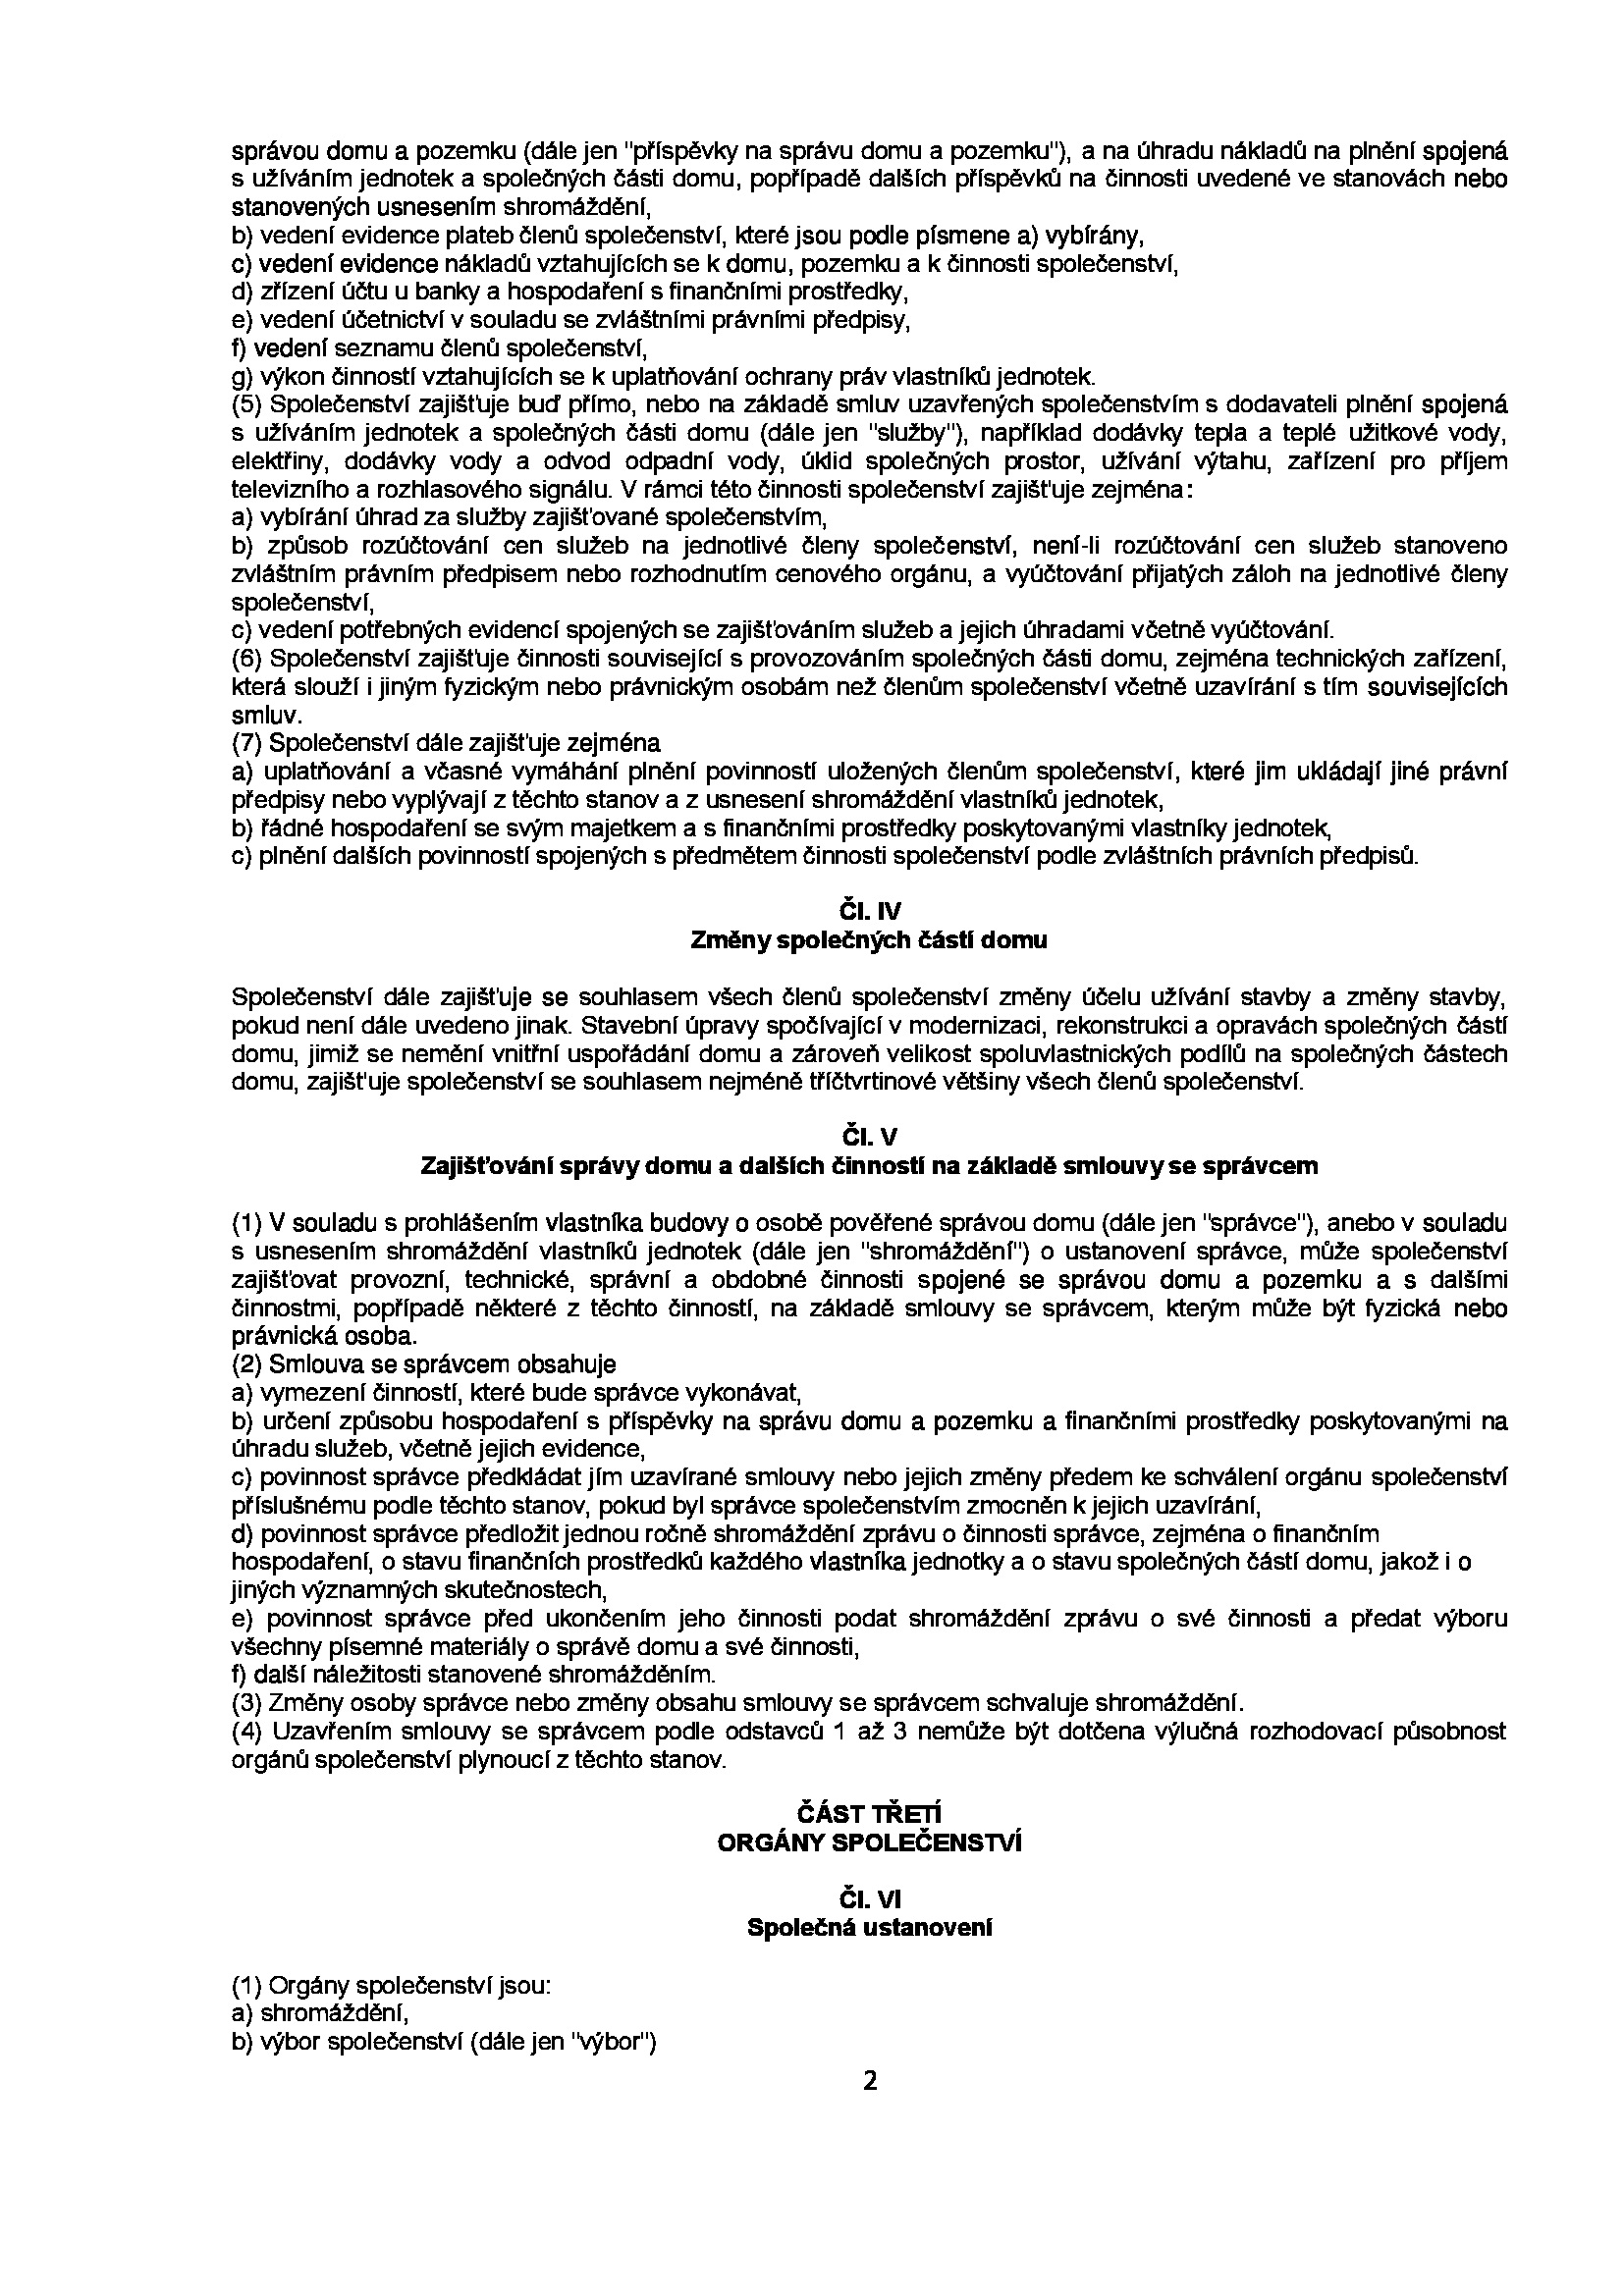 správou domu a pozemku (dále jen "příspěvky na správu domu a pozemku"), a na úhradu nákladů na plnění spojená
s užíváním jednotek a společných části domu, popřípadě dalších příspěvků na činnosti uvedené ve stanovách nebo
stanovených usnesením shromáždění,
b) vedení evidence plateb členů společenství, které jsou podle písmene a) vybírány,
c) vedení evidence nákladů vztahujících se k domu, pozemku a k činnosti společenství,
d) zřízení účtu u banky a hospodaření s finančními prostředky,
e) vedení účetnictví v souladu se zvláštními právními předpisy,
f) vedení seznamu členů společenství,
g) výkon činností vztahujících se k uplatňování ochrany práv vlastníků jednotek.
(5) Společenství zajišťuje buď přímo, nebo na základě smluv uzavřených společenstvím s dodavateli plnění spojená
s užíváním jednotek a společných části domu (dále jen "služby"), například dodávky tepla a teplé užitkové vody,
elektřiny, dodávky vody a odvod odpadní vody, úklid společných prostor, užívání výtahu, zařízení pro příjem
televizního a rozhlasového signálu. V rámci této činnosti společenství zajišťuje zejména:
a) vybírání úhrad za služby zajišťované společenstvím,
b) způsob rozúčtování cen služeb na jednotlivé členy společenství, není-li rozúčtování cen služeb stanoveno
zvláštním právním předpisem nebo rozhodnutím cenového orgánu, a vyúčtování přijatých záloh na jednotlivé členy
společenství,
c) vedení potřebných evidencí spojených se zajišťováním služeb a jejich úhradami včetně vyúčtování.
(6) Společenství zajišťuje činnosti související s provozováním společných části domu, zejména technických zařízení,
která slouží i jiným fyzickým nebo právnickým osobám než členům společenství včetně uzavírání s tím souvisejících
smluv.
(7) Společenství dále zajišťuje zejména
a) uplatňování a včasné vymáhání plnění povinností uložených členům společenství, které jim ukládají jiné právní
předpisy nebo vyplývají z těchto stanov a z usnesení shromáždění vlastníků jednotek,
b) řádné hospodaření se svým majetkem a s finančními prostředky poskytovanými vlastníky jednotek,
c) plnění dalších povinností spojených s předmětem činnosti společenství podle zvláštních právních předpisů.
Čl. IV
Změny společných částí domu
Společenství dále zajišťuje se souhlasem všech členů společenství změny účelu užívání stavby a změny stavby,
pokud není dále uvedeno jinak. Stavební úpravy spočívající v modernizaci, rekonstrukci a opravách společných částí
domu, jimiž se nemění vnitřní uspořádání domu a zároveň velikost spoluvlastnických podílů na společných částech
domu, zajišťuje společenství se souhlasem nejméně tříčtvrtinové většiny všech členů společenství.
Čl. V
Zajišťování správy domu a dalších činností na základě smlouvy se správcem
(1) V souladu s prohlášením vlastníka budovy o osobě pověřené správou domu (dále jen "správce"), anebo v souladu
s usnesením shromáždění vlastníků jednotek (dále jen "shromáždění") o ustanovení správce, může společenství
zajišťovat provozní, technické, správní a obdobné činnosti spojené se správou domu a pozemku a s dalšími
činnostmi, popřípadě některé z těchto činností, na základě smlouvy se správcem, kterým může být fyzická nebo
právnická osoba.
(2) Smlouva se správcem obsahuje
a) vymezení činností, které bude správce vykonávat,
b) určení způsobu hospodaření s příspěvky na správu domu a pozemku a finančními prostředky poskytovanými na
úhradu služeb, včetně jejich evidence,
c) povinnost správce předkládat jím uzavírané smlouvy nebo jejich změny předem ke schválení orgánu společenství
příslušnému podle těchto stanov, pokud byl správce společenstvím zmocněn k jejich uzavírání,
d) povinnost správce předložit jednou ročně shromáždění zprávu o činnosti správce, zejména o finančním
hospodaření, o stavu finančních prostředků každého vlastníka jednotky a o stavu společných částí domu, jakož i o
jiných významných skutečnostech,
e) povinnost správce před ukončením jeho činnosti podat shromáždění zprávu o své činnosti a předat výboru
všechny písemné materiály o správě domu a své činnosti,
f) další náležitosti stanovené shromážděním.
(3) Změny osoby správce nebo změny obsahu smlouvy se správcem schvaluje shromáždění.
(4) Uzavřením smlouvy se správcem podle odstavců 1 až 3 nemůže být dotčena výlučná rozhodovací působnost
orgánů společenství plynoucí z těchto stanov.
ČÁST TŘETÍ
ORGÁNY SPOLEČENSTVÍ
Čl. VI
Společná ustanovení
(1) Orgány společenství jsou:
a) shromáždění,
b) výbor společenství (dále jen "výbor")
2